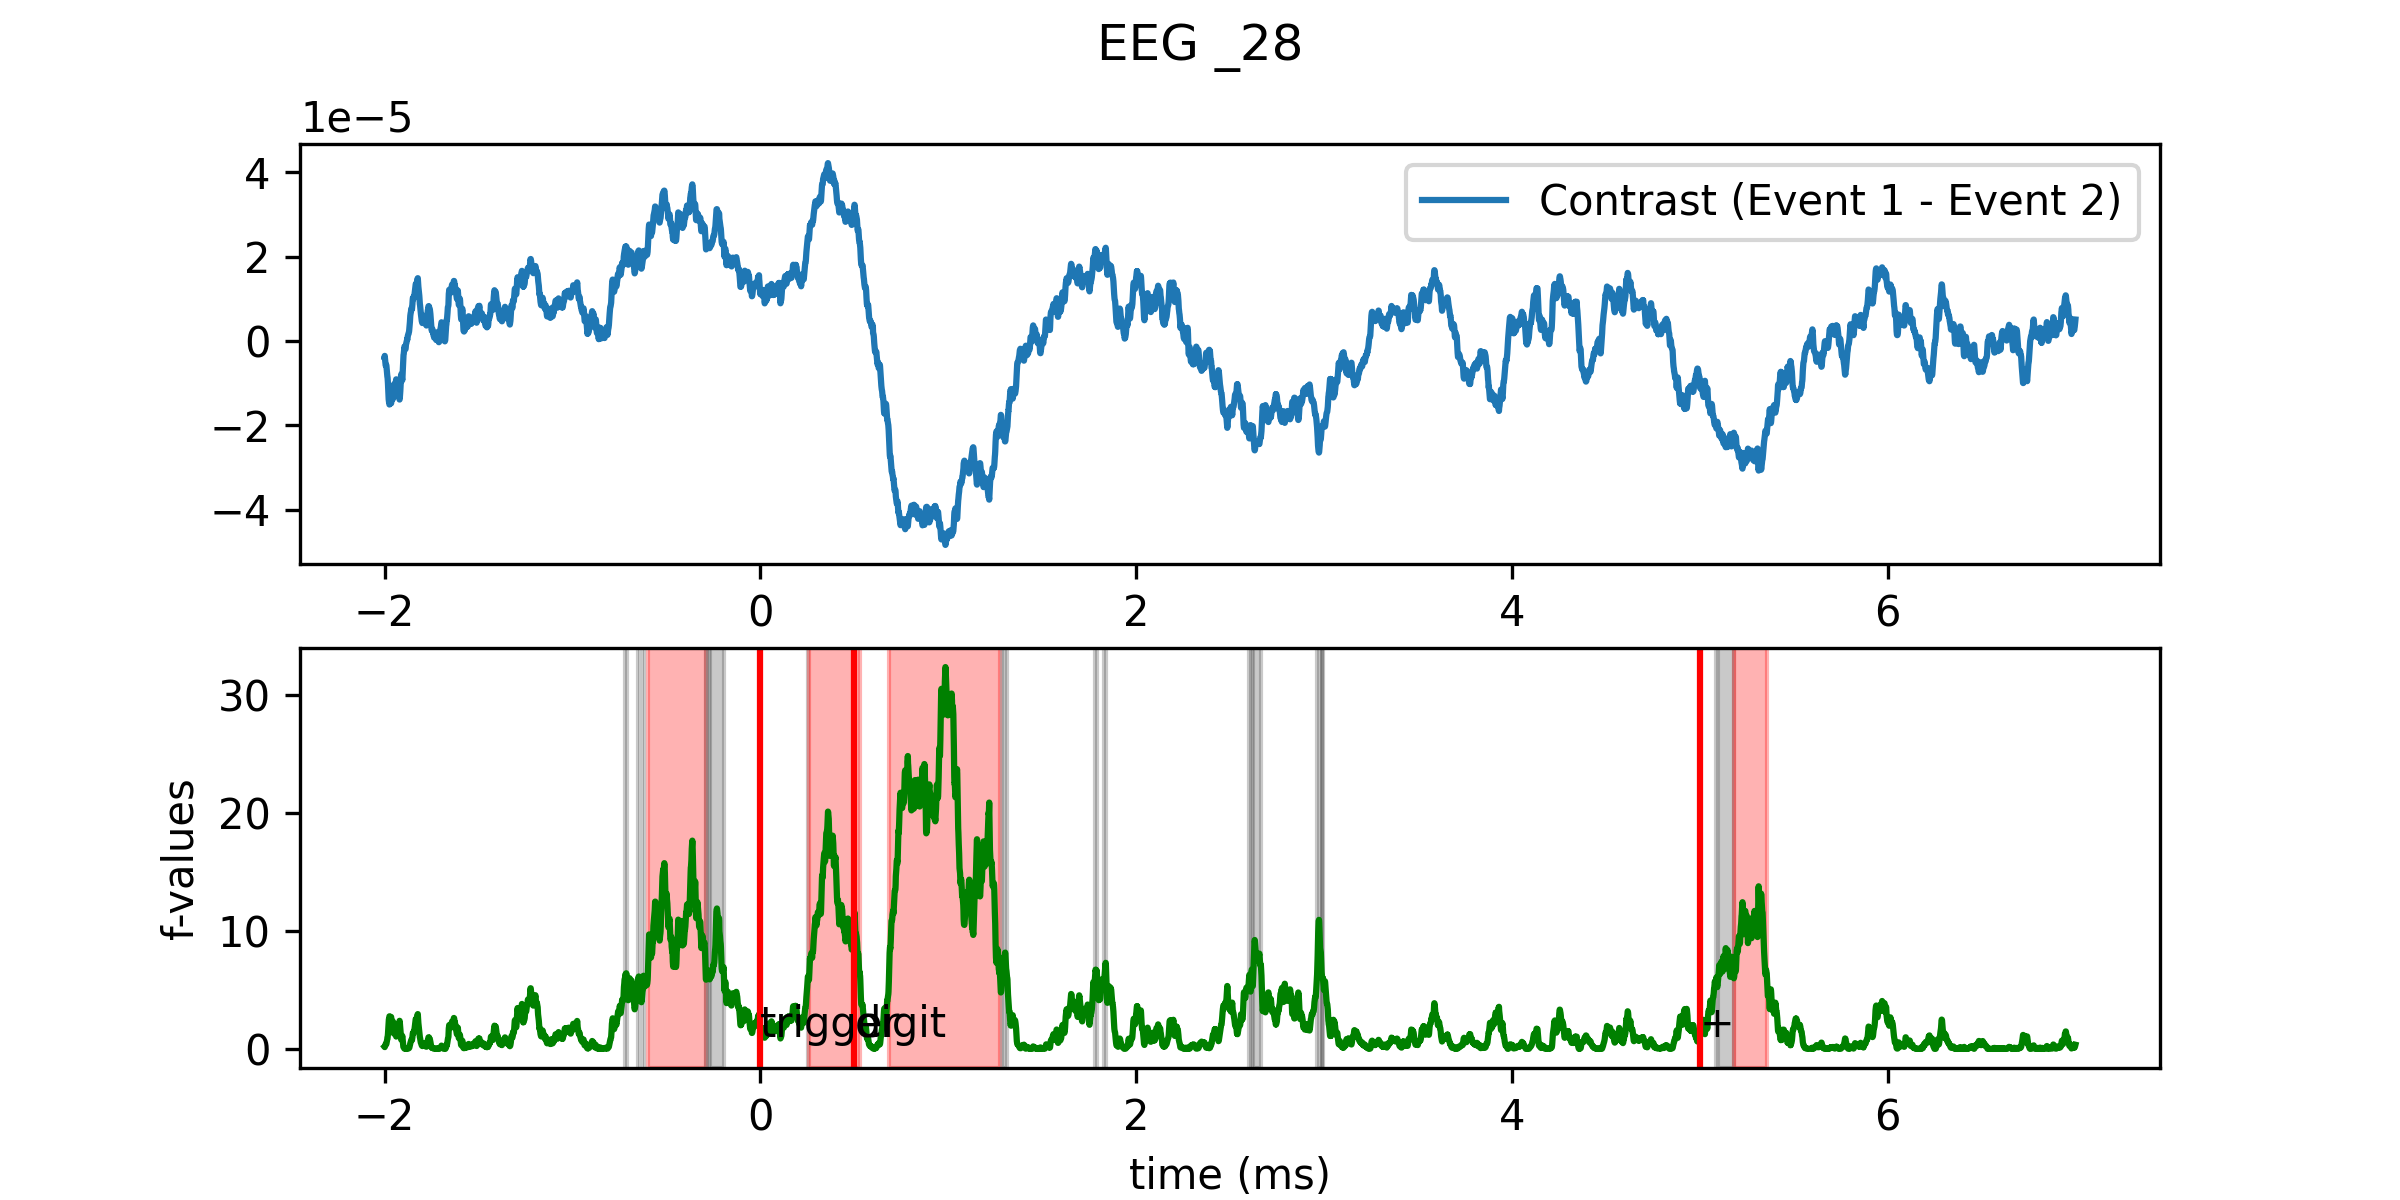 EEG _28
1e−5
4
2
0
−2
−4
Contrast (Event 1 - Event 2)
−2 0 2 4 6
30
20
10
0
f-values
trigger digit +
−2 0 2 4 6
time (ms)